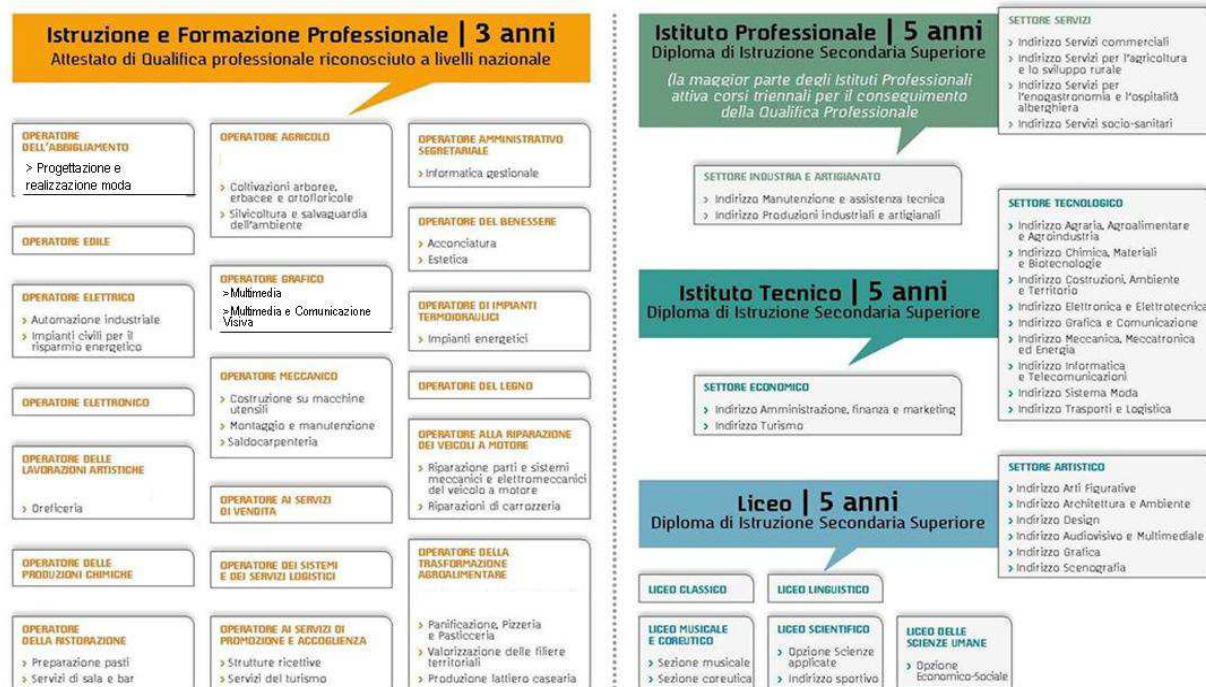 Istruzione e Formazione Professionale | 3 anni
Attestato di Qualifica professionale riconosciuto a livelli nazionale
OPERATORE
DELL'ABBIGLIAMENTO
> Progettazione e
realizzazione moda
OPERATORE EDILE
OPERATORE ELETTRICO
> Automazione industriale
> Impianti civili per il
risparmio energetico
OPERATORE ELETTRONICO
OPERATORE DELLE
LAVORAZIONI ARTISTICHE
> Oreficeria
OPERATORE DELLE
PRODUZIONI CHIMICHE
OPERATORE
DELLA RISTORAZIONE
> Preparazione pasti
> Servizi di sala e bar
OPERATORE AGRICOLO
> Coltivazioni arboree,
erbacee e ortofloricole
> Silvicoltura e salvaguardia
dell'ambiente
OPERATORE GRAFICO
>Multimedia
>Multimedia e Comunicazione
Visiva
OPERATORE MECCANICO
> Costruzione su macchine
utensili
> Montaggio e manutenzione
> Saldocarpenteria
OPERATORE AI SERVIZI
DI VENDITA
OPERATORE DEI SISTEMI
E DEI SERVIZI LOGISTICI
OPERATORE AI SERVIZI DI
PROMOZIONE E ACCOGLIENZA
> Strutture ricettive
> Servizi del turismo
OPERATORE AMMINISTRATIVO
SEGRETARIALE
> Informatica gestionale
OPERATORE DEL BENESSERE
> Acconciatura
> Estetica
OPERATORE DI IMPIANTI
TERMOIDRAULICI
> Impianti energetici
OPERATORE DEL LEGNO
OPERATORE ALLA RIPARAZIONE
DEI VEICOLI A MOTORE
> Riparazione parti e sistemi
meccanici e elettromeccanici
del veicolo a motore
> Riparazioni di carrozzeria
OPERATORE DELLA
TRASFORMAZIONE
AGROALIMENTARE
> Panificazione, Pizzeria
e Pasticceria
> Valorizzazione delle filiere
territoriali
> Produzione lattiero casearia
Istituto Professionale | 5 anni
Diploma di Istruzione Secondaria Superiore
(la maggior parte degli Istituti Professionali
attiva corsi triennali per il conseguimento
della Qualifica Professionale
SETTORE SERVIZI
> Indirizzo Servizi commerciali
> Indirizzo Servizi per l'agricoltura
e lo sviluppo rurale
> Indirizzo Servizi per
l'enogastronomia e l'ospitalità
alberghiera
> Indirizzo Servizi socio-sanitari
SETTORE INDUSTRIA E ARTIGIANATO
> Indirizzo Manutenzione e assistenza tecnica
> Indirizzo Produzioni industriali e artigianali
Istituto Tecnico | 5 anni
Diploma di Istruzione Secondaria Superiore
SETTORE TECNOLOGICO
> Indirizzo Agraria, Agroalimentare
e Agroindustria
> Indirizzo Chimica, Materiali
e Biotecnologie
> Indirizzo Costruzioni, Ambiente
e Territorio
> Indirizzo Elettronica e Elettrotecnica
> Indirizzo Grafica e Comunicazione
> Indirizzo Meccanica, Meccatronica
ed Energia
> Indirizzo Informatica
e Telecomunicazioni
> Indirizzo Sistema Moda
> Indirizzo Trasporti e Logistica
SETTORE ECONOMICO
> Indirizzo Amministrazione, finanza e marketing
> Indirizzo Turismo
Liceo | 5 anni
Diploma di Istruzione Secondaria Superiore
SETTORE ARTISTICO
> Indirizzo Arti Figurative
> Indirizzo Architettura e Ambiente
> Indirizzo Design
> Indirizzo Audiovisivo e Multimediale
> Indirizzo Grafica
> Indirizzo Scenografia
LICEO CLASSICO
LICEO LINGUISTICO
LICEO MUSICALE
E COREUTICO
> Sezione musicale
> Sezione coreutica
LICEO SCIENTIFICO
> Opzione Scienze
applicate
> Indirizzo sportivo
LICEO DELLE
SCIENZE UMANE
> Opzione
Economico-Sociale